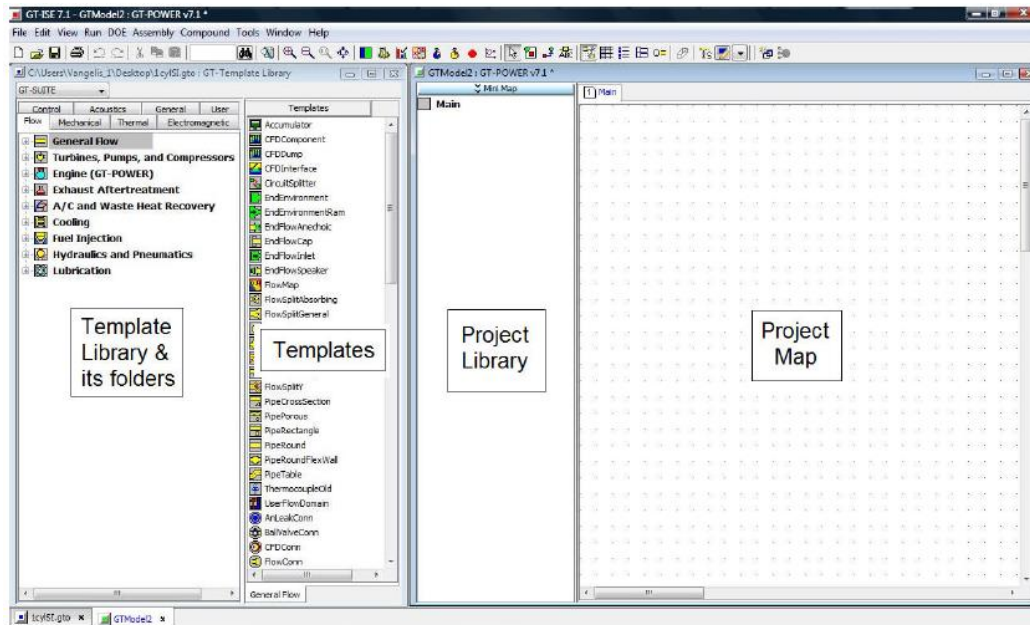 GT-ISE 7.1 - GTModel2 : GT-POWER v7.1 *
File Edit View Run DOE Assembly Compound Tools Window Help
C:\Users\Vangelis_1\Desktop\1cylSI.gto : GT-Template Library
GT-SUITE
Control Acoustics General User
Flow Mechanical Thermal Electromagnetic
General Flow
Turbines, Pumps, and Compressors
Engine (GT-POWER)
Exhaust Aftertreatment
A/C and Waste Heat Recovery
Cooling
Fuel Injection
Hydraulics and Pneumatics
Lubrication
Template
Library &
its folders
Templates
Accumulator
CFDComponent
CFDDump
CFDInterface
CircuitSplitter
EndEnvironment
EndEnvironmentRam
EndFlowAnechoic
EndFlowCap
EndFlowInlet
EndFlowSpeaker
FlowMap
FlowSplitAbsorbing
FlowSplitGeneral
Templates
FlowSplitY
PipeCrossSection
PipePorous
PipeRectangle
PipeRound
PipeRoundFlexWall
PipeTable
ThermocoupleOld
UserFlowDomain
AnLeakConn
BallValveConn
CFDConn
FlowConn
General Flow
GTModel2 : GT-POWER v7.1 *
Mini Map
Main
1 Main
Project
Library
Project
Map
1cylSI.gto x GTModel2 x